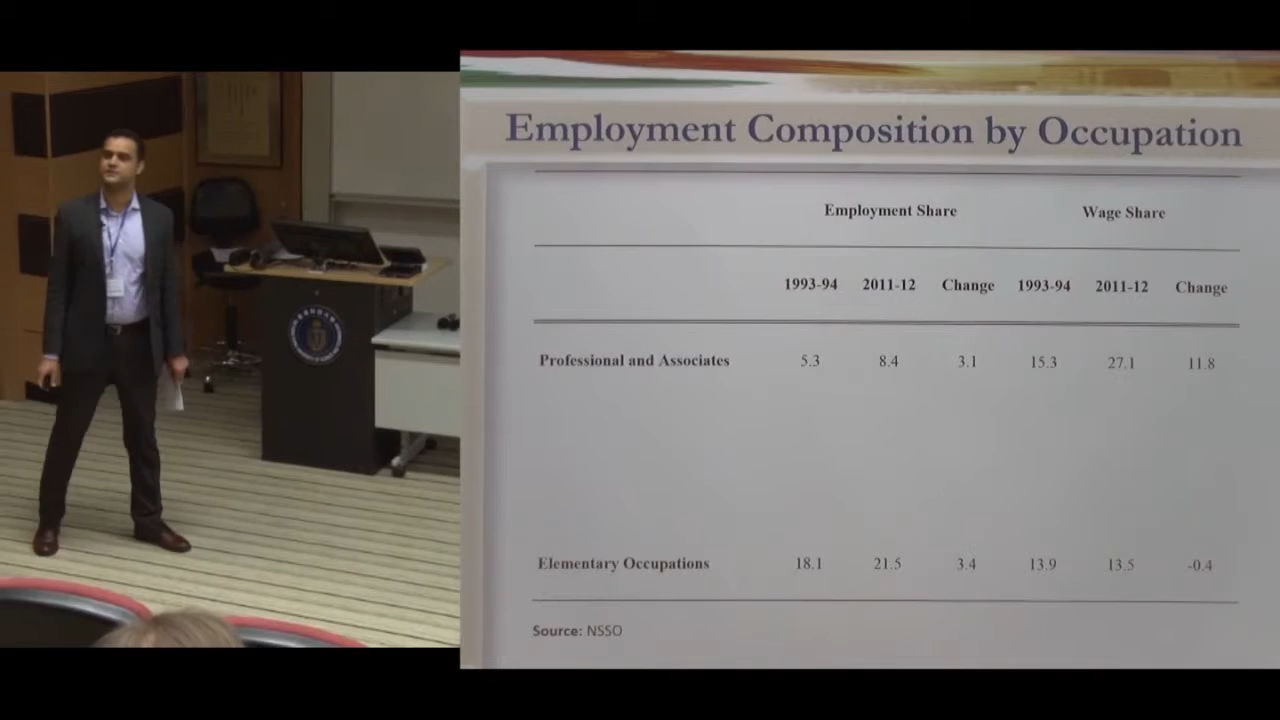 Employment Composition by Occupation
Employment Share Wage Share
1993-94 2011-12 Change 1993-94 2011-12 Change
Professional and Associates 5.3 8.4 3.1 15.3 27.1 11.8
Elementary Occupations 18.1 21.5 3.4 13.9 13.5 -0.4
Source: NSSO